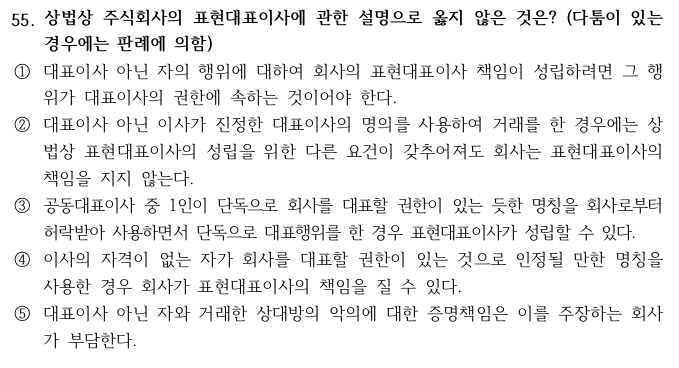 55. 상법상 주식회사의 표현대표이사에 관한 설명으로 옳지 않은 것은? (다툼이 있는
경우에는 판례에 의함)
① 대표이사 아닌 자의 행위에 대하여 회사의 표현대표이사 책임이 성립하려면 그 행
위가 대표이사의 권한에 속하는 것이어야 한다.
② 대표이사 아닌 이사가 진정한 대표이사의 명의를 사용하여 거래를 한 경우에는 상
법상 표현대표이사의 성립을 위한 다른 요건이 갖추어져도 회사는 표현대표이사의
책임을 지지 않는다.
③ 공동대표이사 중 1인이 단독으로 회사를 대표할 권한이 있는 듯한 명칭을 회사로부터
허락받아 사용하면서 단독으로 대표행위를 한 경우 표현대표이사가 성립할 수 있다.
④ 이사의 자격이 없는 자가 회사를 대표할 권한이 있는 것으로 인정될 만한 명칭을
사용한 경우 회사가 표현대표이사의 책임을 질 수 있다.
⑤ 대표이사 아닌 자와 거래한 상대방의 악의에 대한 증명책임은 이를 주장하는 회사
가 부담한다.